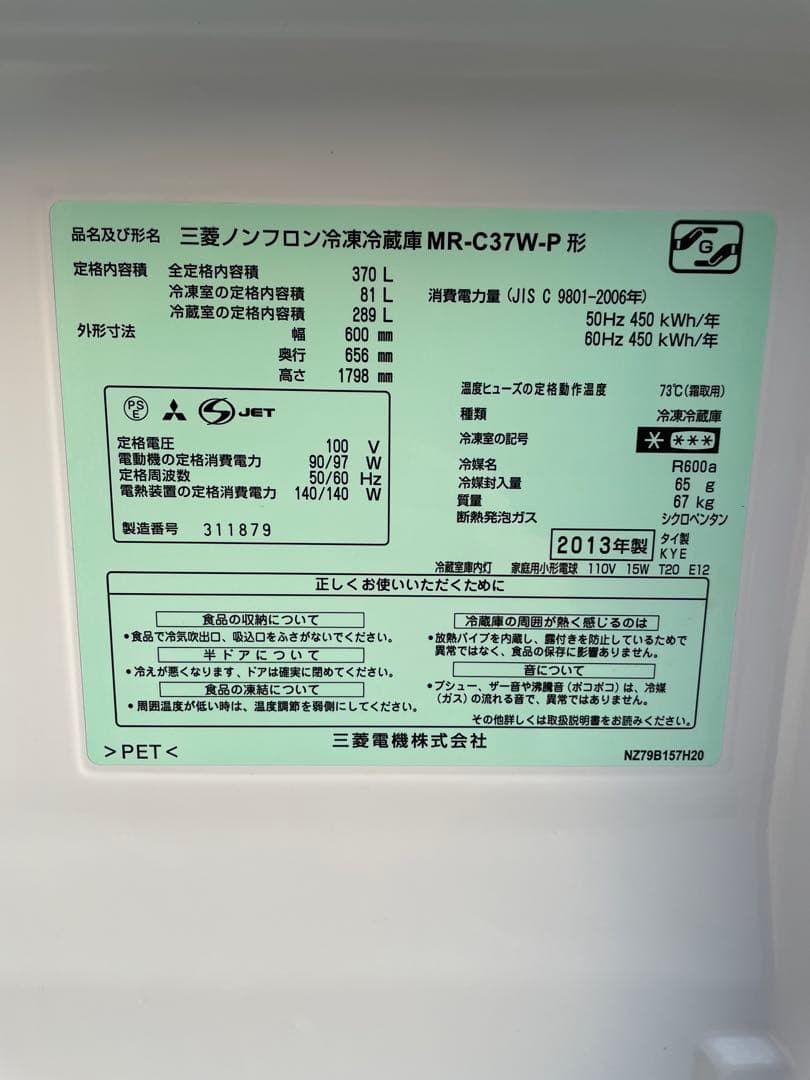 品名及び形名 三菱ノンフロン冷凍冷蔵庫 MR-C37W-P 形
G
定格内容積 全定格内容積 370 L
冷凍室の定格内容積 81 L
冷蔵室の定格内容積 289 L
外形寸法 幅 600 mm
奥行 656 mm
高さ 1798 mm
消費電力量 (JIS C 9801-2006年)
50Hz 450 kWh/年
60Hz 450 kWh/年
PS E JET
定格電圧 100 V
電動機の定格消費電力 90/97 W
定格周波数 50/60 Hz
電熱装置の定格消費電力 140/140 W
製造番号 311879
温度ヒューズの定格動作温度 73℃(霜取用)
種類 冷凍冷蔵庫
冷凍室の記号 * ***
冷媒名 R600a
冷媒封入量 65 g
質量 67 kg
断熱発泡ガス シクロペンタン
2013年製 タイ製
KYE
冷蔵室庫内灯 家庭用小形電球 110V 15W T20 E12
正しくお使いいただくために
食品の収納について
•食品で冷気吹出口、吸込口をふさがないでください。
半ドアについて
•冷えが悪くなります、ドアは確実に閉めてください。
食品の凍結について
•周囲温度が低い時は、温度調節を弱側にしてください。
冷蔵庫の周囲が熱く感じるのは
•放熱パイプを内蔵し、露付きを防止しているためで
異常ではなく、食品の保存に影響ありません。
音について
•プシュー、ザー音や沸騰音(ポコポコ)は、冷媒
(ガス)の流れる音で、異常ではありません。
その他詳しくは取扱説明書をお読みください。
>PET<
三菱電機株式会社
NZ79B157H20